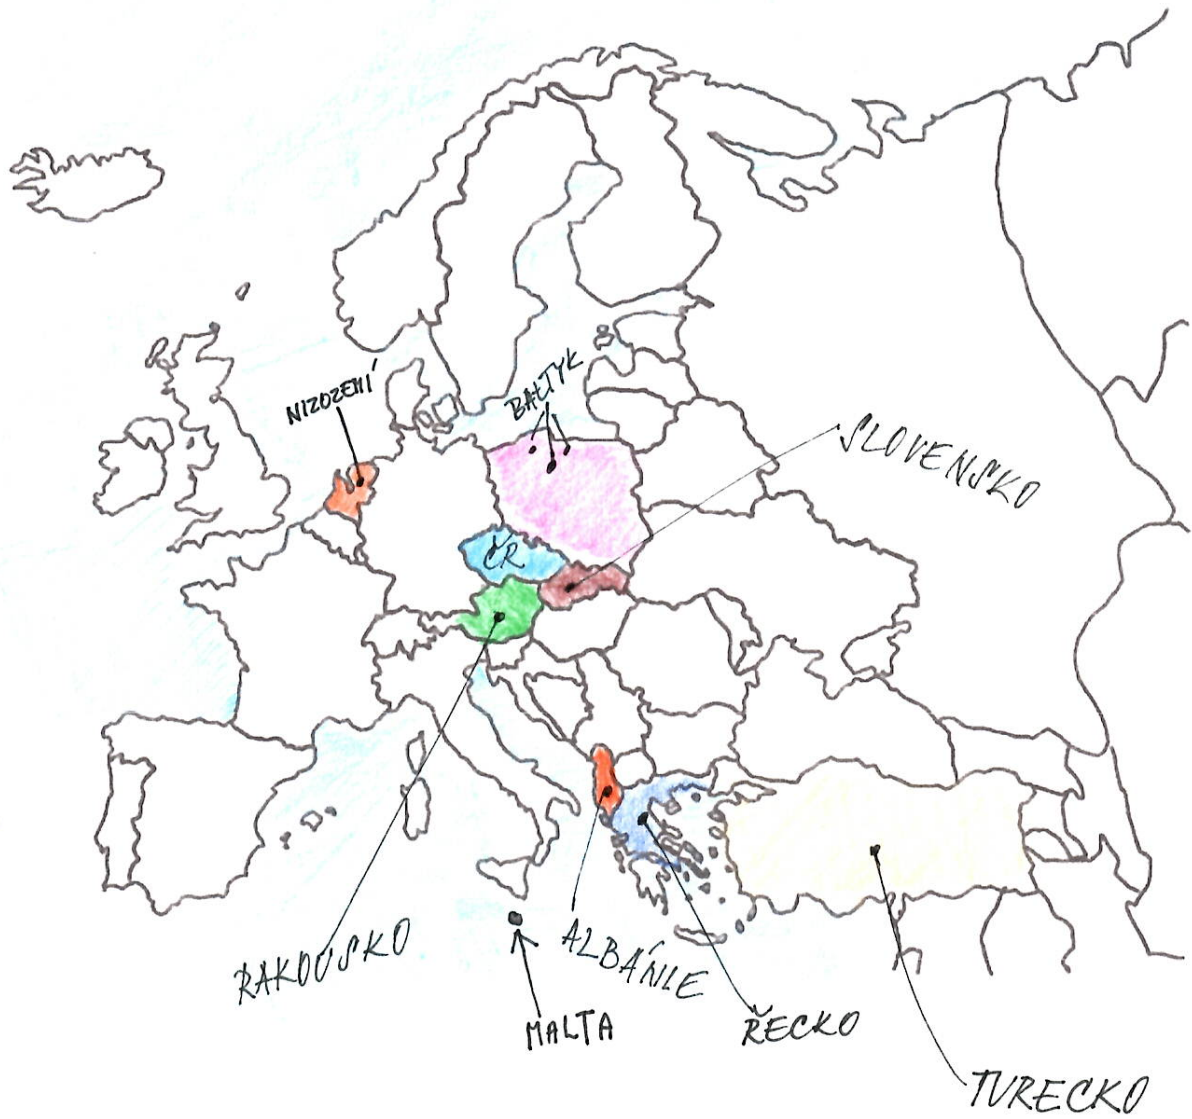 NIZOZEMÍ
BALTYK
SLOVENSKO
ČR
RAKOUSKO
ALBÁNIE
MALTA
ŘECKO
TURECKO